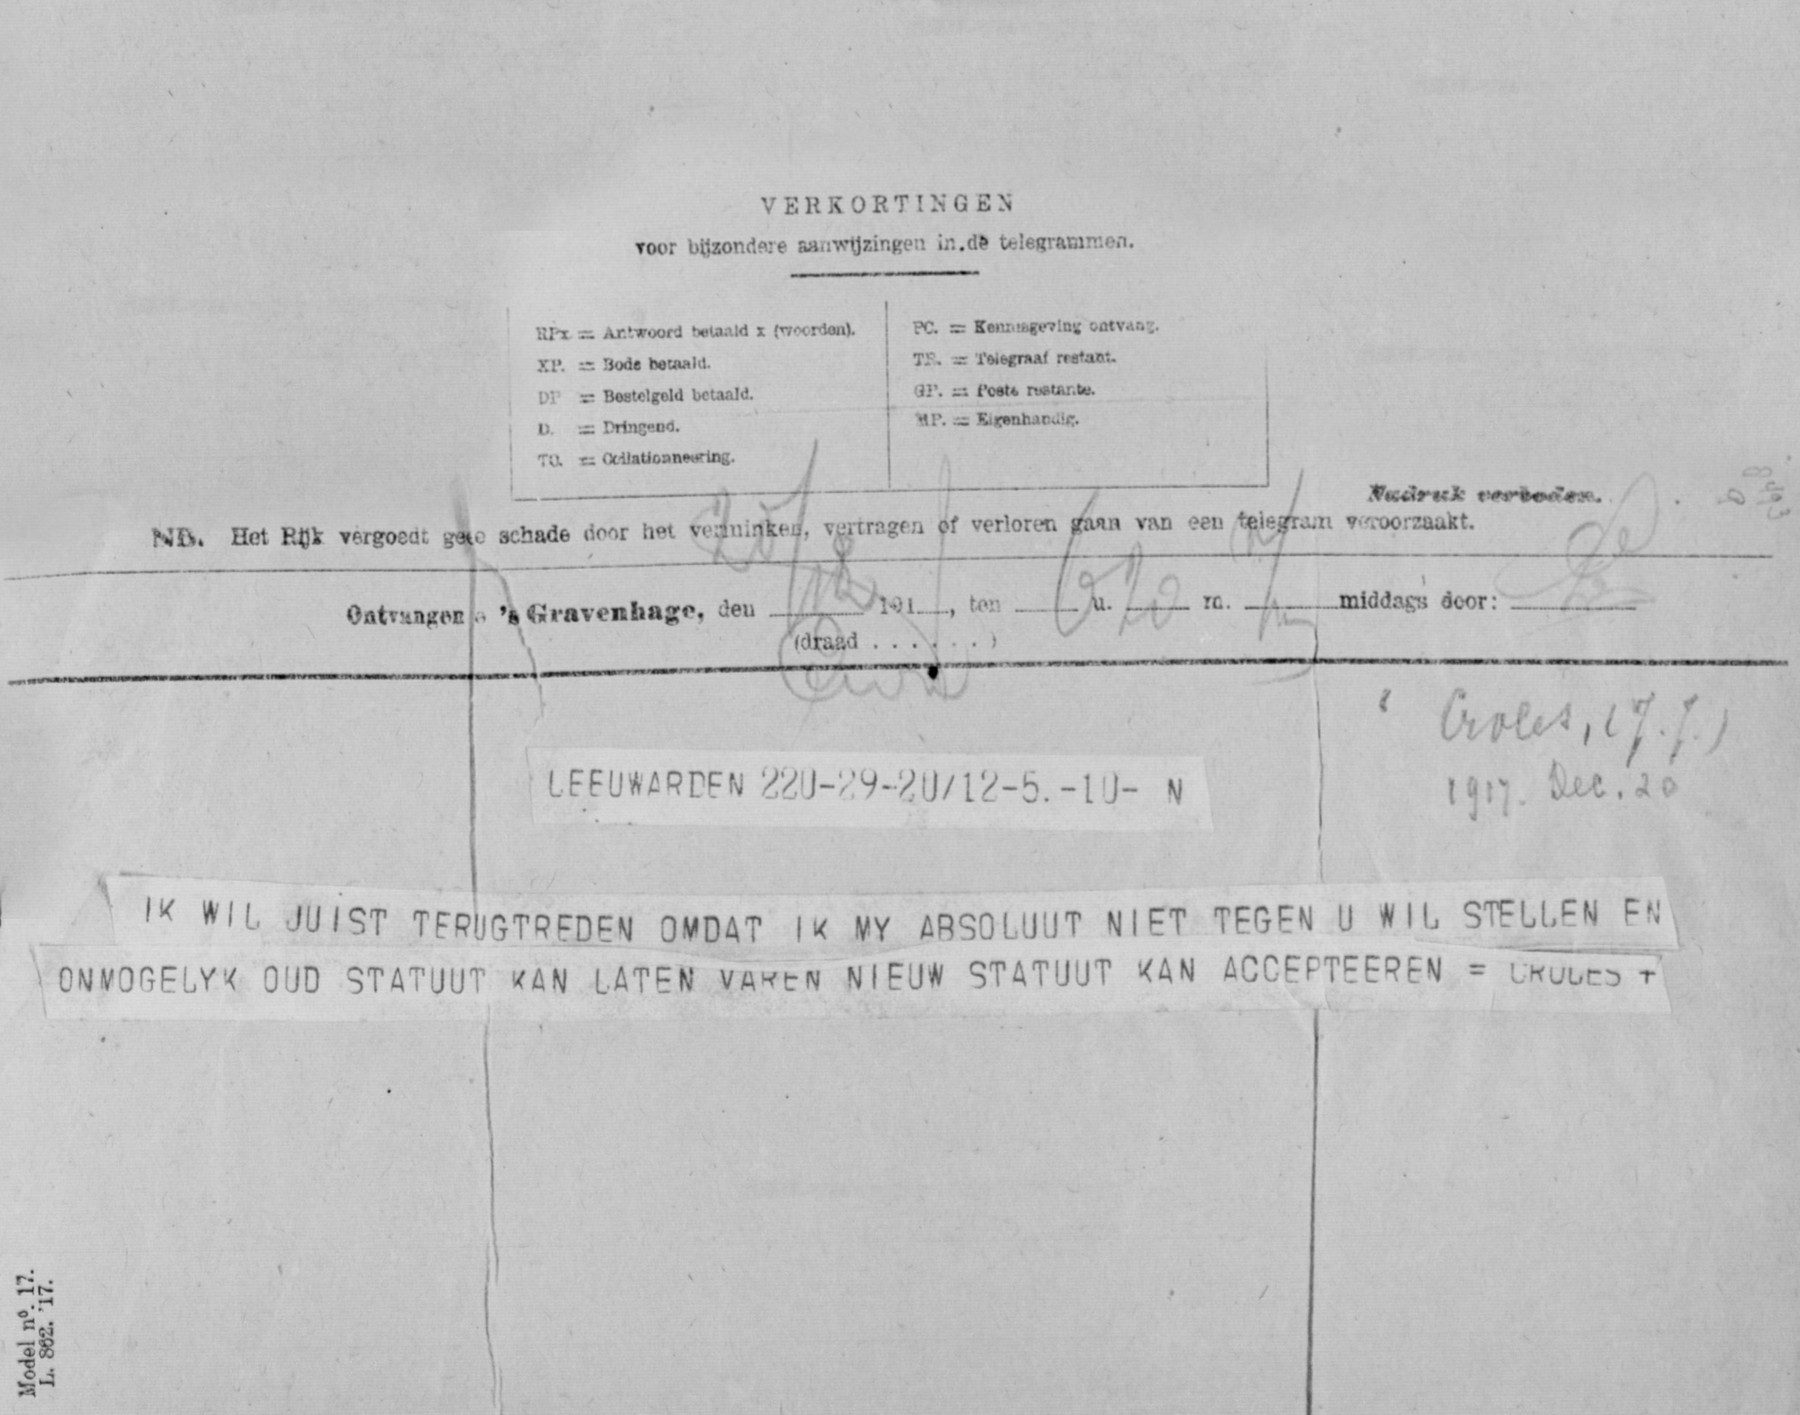 VERKORTINGEN
voor bijzondere aanwijzingen in de telegrammen.
RPx = Antwoord betaald x (woorden).
XP. = Bode betaald.
DP = Bestelgeld betaald.
D. = Dringend.
TC. = Collationneering.
PC. = Kennisgeving ontvang.
TR. = Telegraaf restant.
GP. = Poste restante.
MP. = Eigenhandig.
Nadruk verboden.
NB. Het Rijk vergoedt geene schade door het verminken, vertragen of verloren gaan van een telegram veroorzaakt.
Ontvangen 's Gravenhage, den 20/12 191 , ten 6 u. 20 m. middags door:
(draad . . . . . . )
Croles, (J.J.)
1917. Dec. 20
LEEUWARDEN 220-29-20/12-5.-10- N
IK WIL JUIST TERUGTREDEN OMDAT IK MY ABSOLUUT NIET TEGEN U WIL STELLEN EN
ONMOGELYK OUD STATUUT KAN LATEN VAREN NIEUW STATUUT KAN ACCEPTEEREN = CROLES +
Model nº. 17.
L. 862. '17.